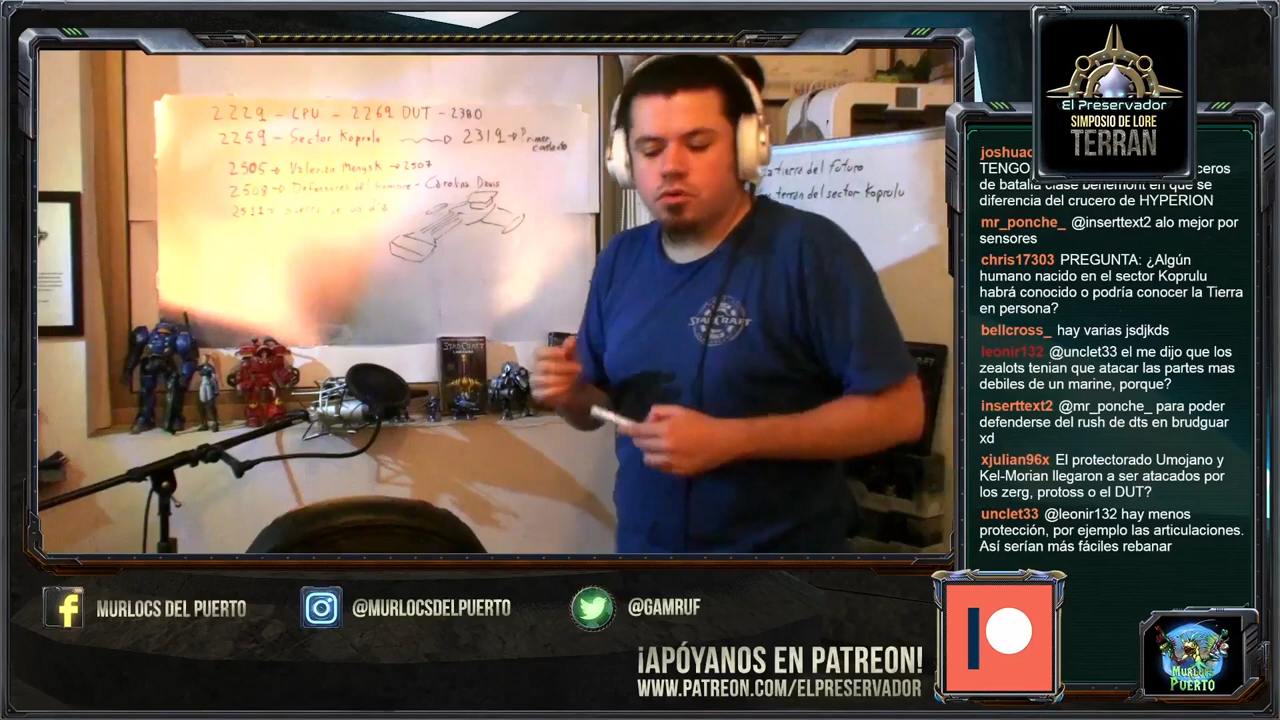 2229 - CPU - 2269 DUT - 2380
2259 - Sector Koprulu 2319 Primer contacto
2505 Valerian Mengsk 2507
2508 Defensores del hombre - Carolina Davis
2511
tierra del futuro
terran del sector Koprulu
STARCRAFT
STARCRAFT
El Preservador
SIMPOSIO DE LORE
TERRAN
TENGO
ceros
de batalla clase behemont en que se
diferencia del crucero de HYPERION
mr_ponche_ @inserttext2 alo mejor por
sensores
chris17303 PREGUNTA: ¿Algún
humano nacido en el sector Koprulu
habrá conocido o podría conocer la Tierra
en persona?
bellcross_ hay varias jsdjkds
leonir132 @unclet33 el me dijo que los
zealots tenian que atacar las partes mas
debiles de un marine, porque?
inserttext2 @mr_ponche_ para poder
defenderse del rush de dts en brudguar
xd
xjulian96x El protectorado Umojano y
Kel-Morian llegaron a ser atacados por
los zerg, protoss o el DUT?
unclet33 @leonir132 hay menos
protección, por ejemplo las articulaciones.
Así serían más fáciles rebanar
MURLOCS DEL PUERTO
@MURLOCSDELPUERTO
@GAMRUF
¡APÓYANOS EN PATREON!
WWW.PATREON.COM/ELPRESERVADOR
MURLOCS
PUERTO